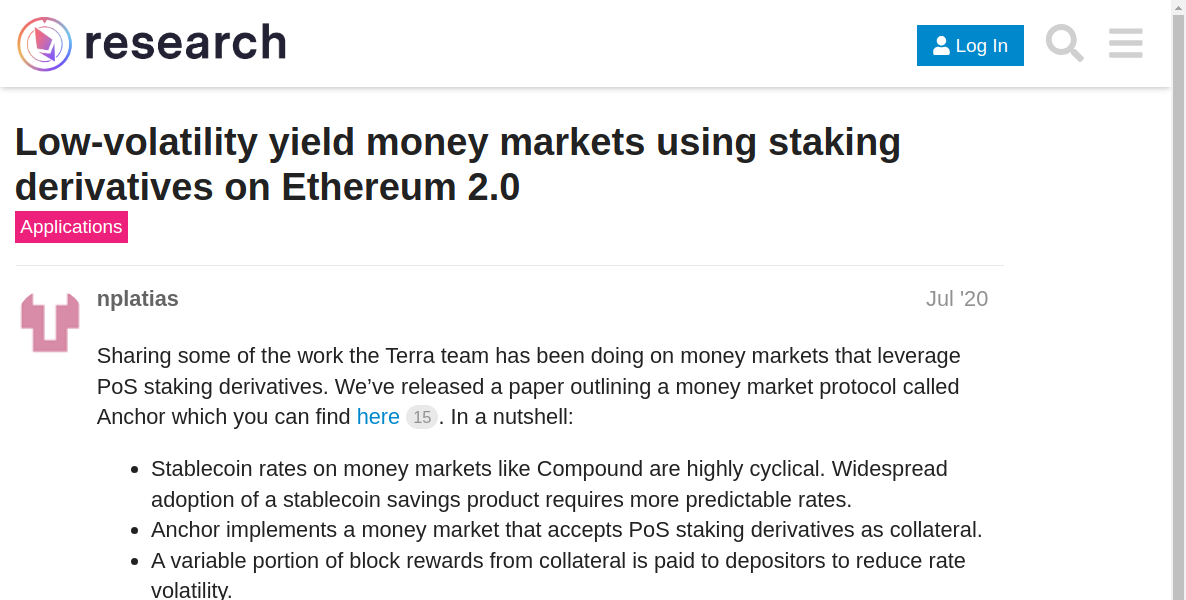 research
Log In
Low-volatility yield money markets using staking
derivatives on Ethereum 2.0
Applications
nplatias
Jul '20
Sharing some of the work the Terra team has been doing on money markets that leverage
PoS staking derivatives. We’ve released a paper outlining a money market protocol called
Anchor which you can find here 15 . In a nutshell:
• Stablecoin rates on money markets like Compound are highly cyclical. Widespread
adoption of a stablecoin savings product requires more predictable rates.
• Anchor implements a money market that accepts PoS staking derivatives as collateral.
• A variable portion of block rewards from collateral is paid to depositors to reduce rate
volatility.